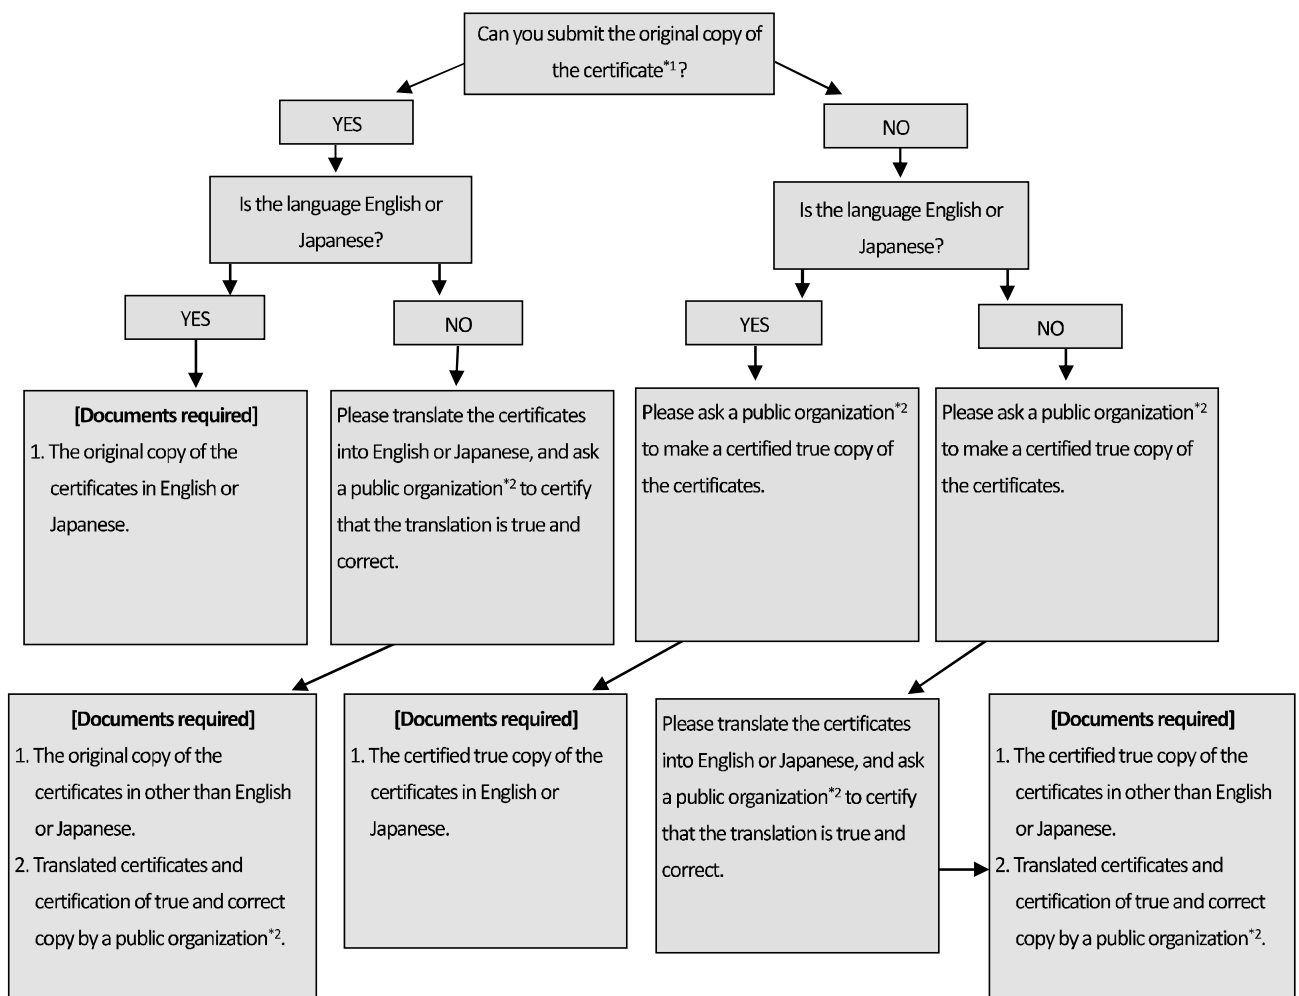 Can you submit the original copy of
the certificate*1?
YES
NO
Is the language English or
Japanese?
Is the language English or
Japanese?
YES
NO
YES
NO
[Documents required]
1. The original copy of the
certificates in English or
Japanese.
Please translate the certificates
into English or Japanese, and ask
a public organization*2 to certify
that the translation is true and
correct.
Please ask a public organization*2
to make a certified true copy of
the certificates.
Please ask a public organization*2
to make a certified true copy of
the certificates.
[Documents required]
1. The original copy of the
certificates in other than English
or Japanese.
2. Translated certificates and
certification of true and correct
copy by a public organization*2.
[Documents required]
1. The certified true copy of the
certificates in English or
Japanese.
Please translate the certificates
into English or Japanese, and ask
a public organization*2 to certify
that the translation is true and
correct.
[Documents required]
1. The certified true copy of the
certificates in other than English
or Japanese.
2. Translated certificates and
certification of true and correct
copy by a public organization*2.